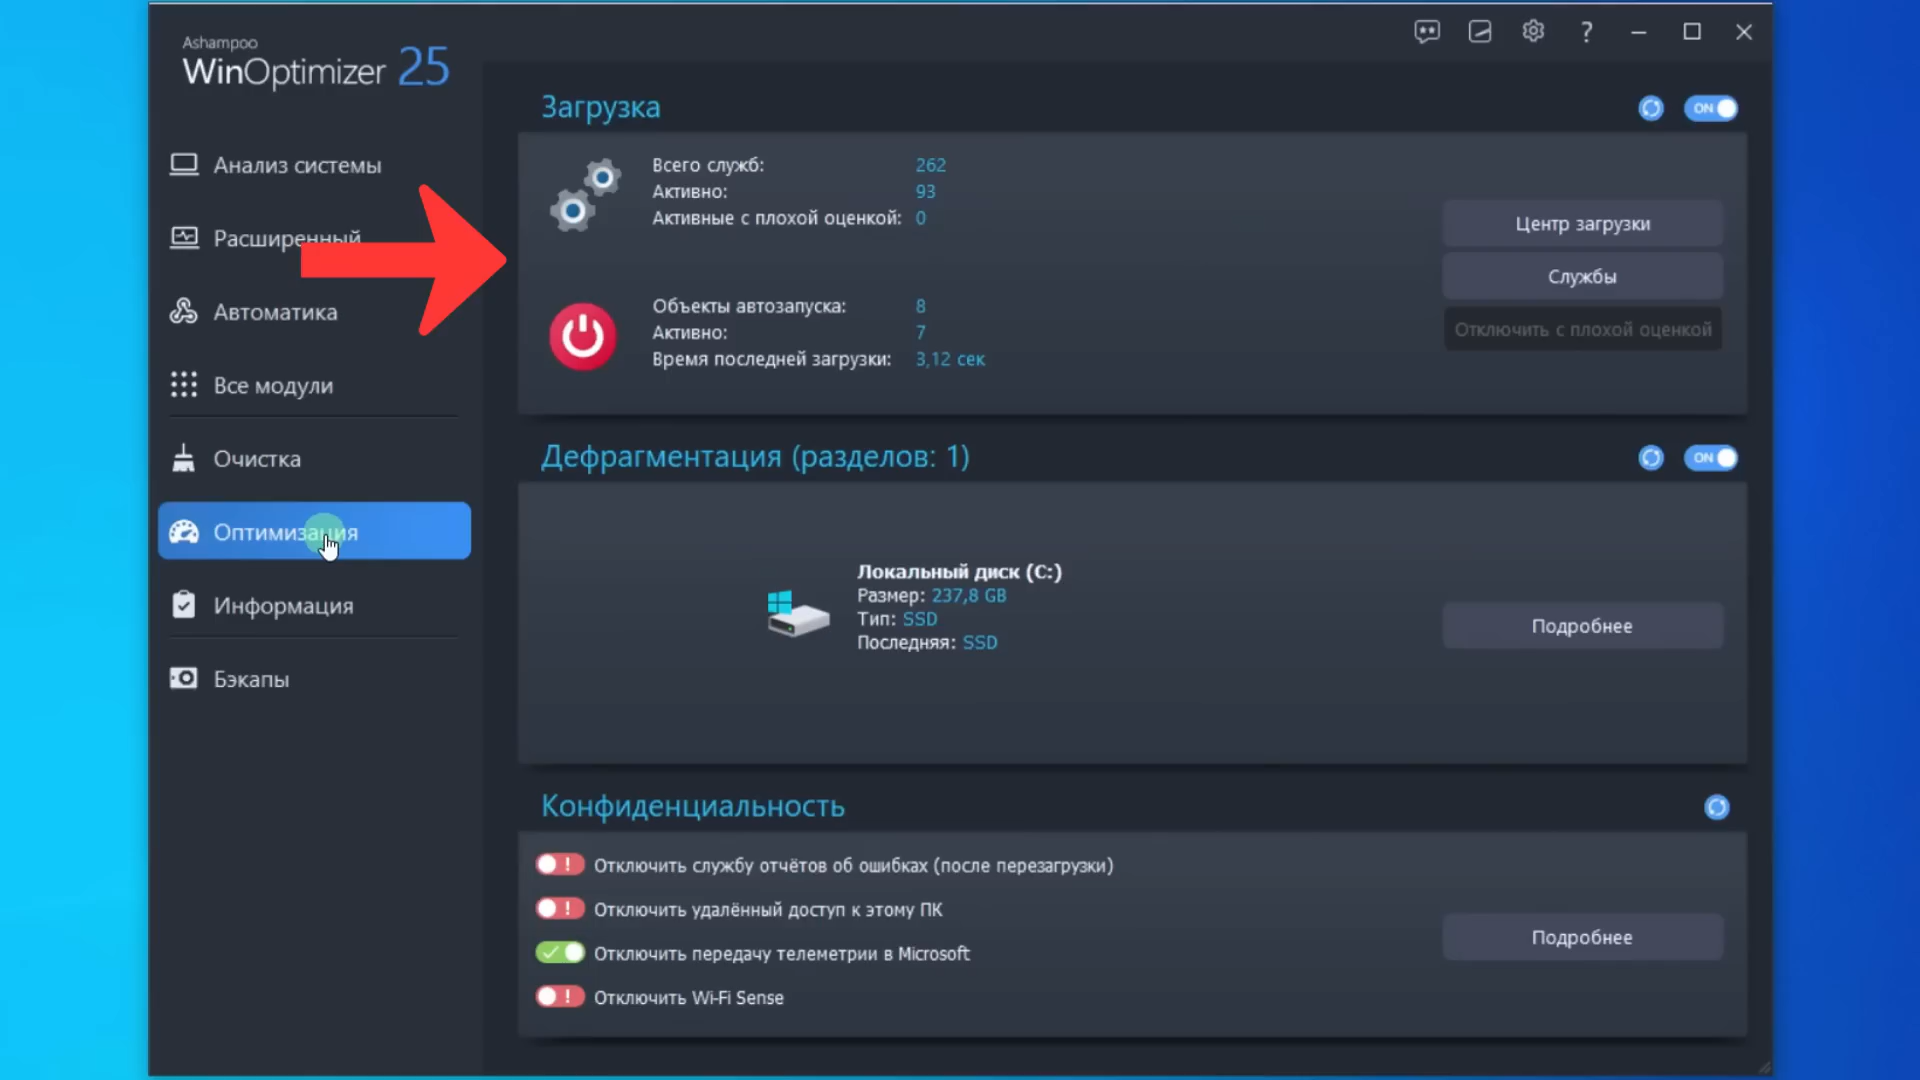 Ashampoo
WinOptimizer 25
Анализ системы
Расширенный
Автоматика
Все модули
Очистка
Оптимизация
Информация
Бэкапы
Загрузка
ON
Всего служб: 262
Активно: 93
Активные с плохой оценкой: 0
Объекты автозапуска: 8
Активно: 7
Время последней загрузки: 3,12 сек
Центр загрузки
Службы
Отключить с плохой оценкой
Дефрагментация (разделов: 1)
ON
Локальный диск (C:)
Размер: 237,8 GB
Тип: SSD
Последняя: SSD
Подробнее
Конфиденциальность
Отключить службу отчётов об ошибках (после перезагрузки)
Отключить удалённый доступ к этому ПК
Отключить передачу телеметрии в Microsoft
Отключить Wi-Fi Sense
Подробнее